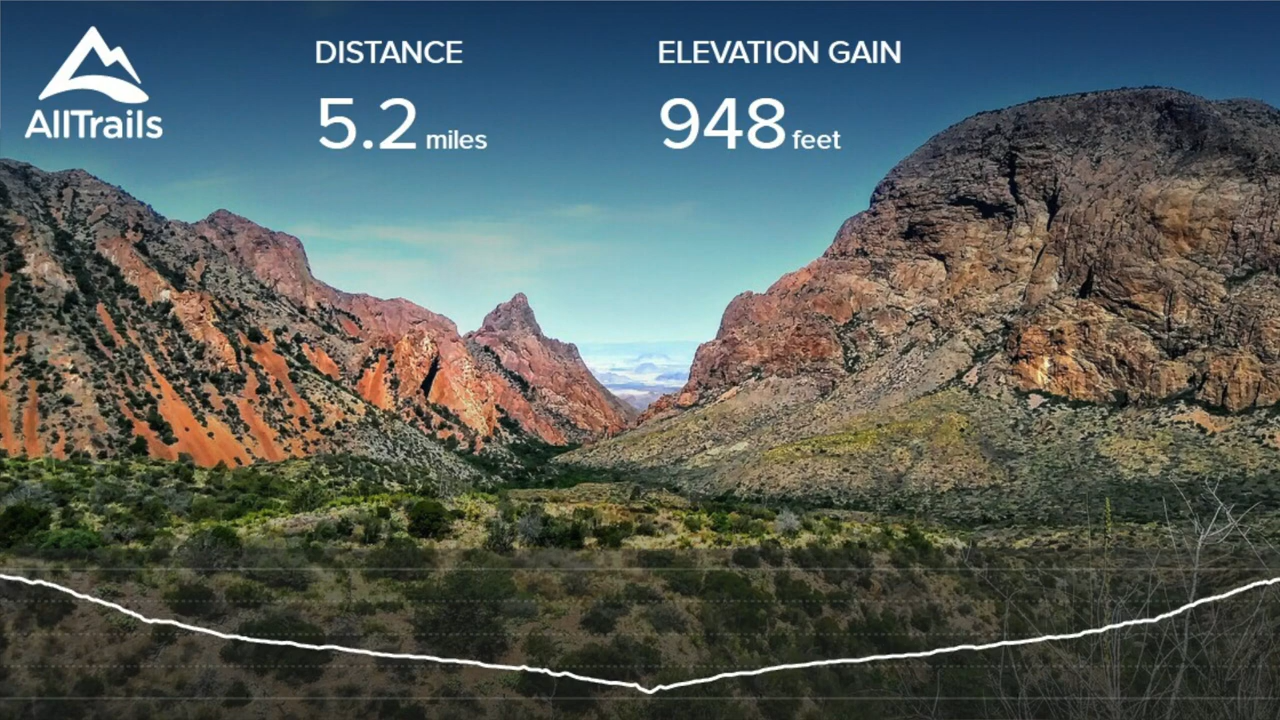 AllTrails
DISTANCE
5.2 miles
ELEVATION GAIN
948 feet